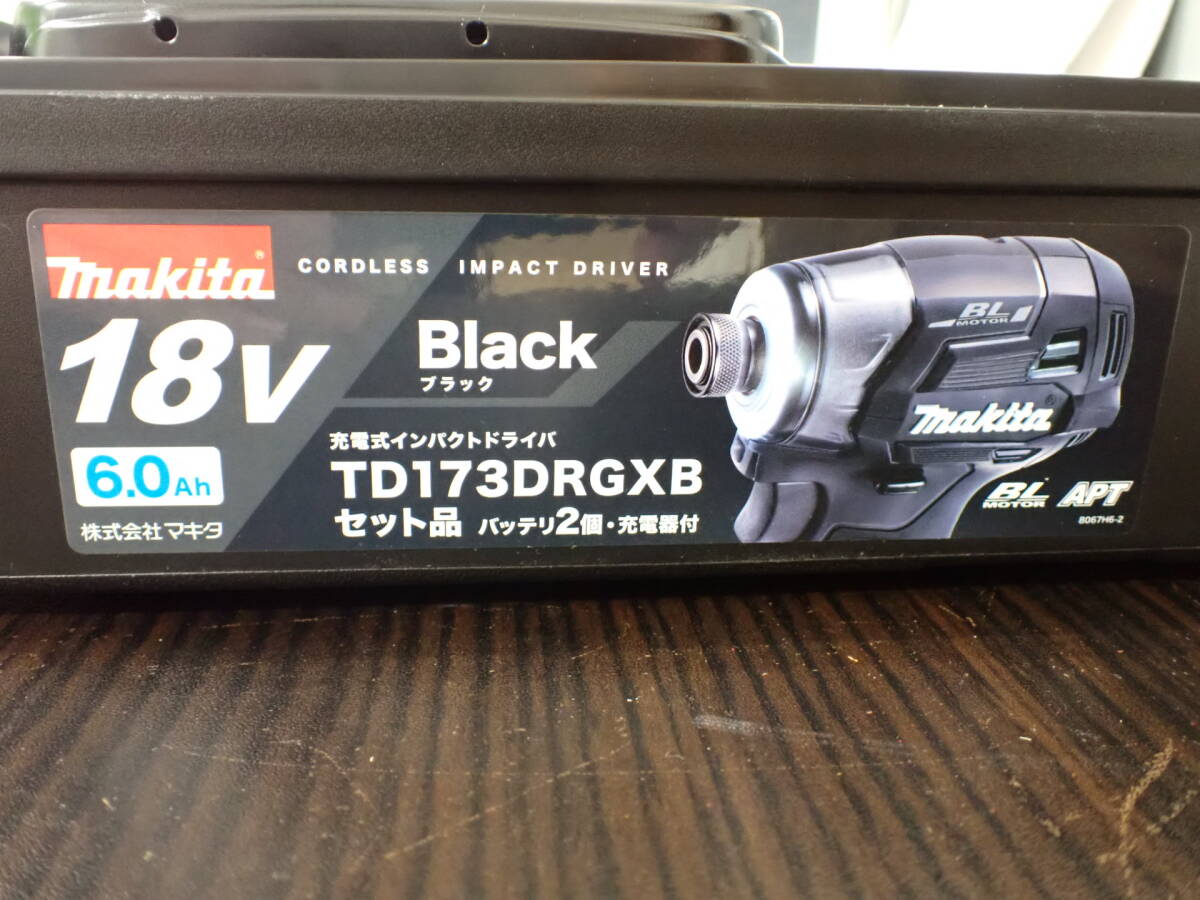 makita®
CORDLESS IMPACT DRIVER
18V
Black
ブラック
6.0Ah
充電式インパクトドライバ
TD173DRGXB
セット品 バッテリ2個・充電器付
株式会社マキタ
BL
MOTOR
makita®
BL
MOTOR
APT
8067H6-2